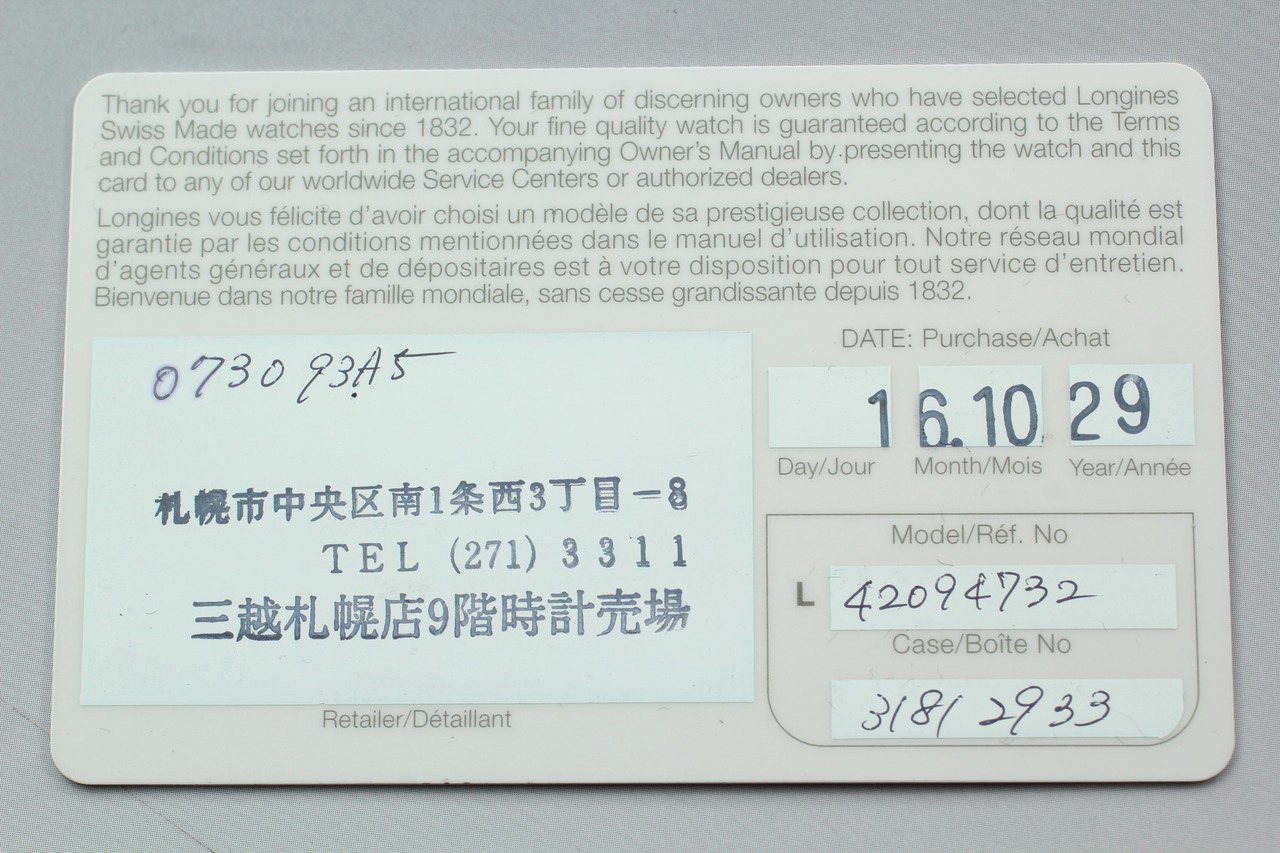 Thank you for joining an international family of discerning owners who have selected Longines
Swiss Made watches since 1832. Your fine quality watch is guaranteed according to the Terms
and Conditions set forth in the accompanying Owner's Manual by presenting the watch and this
card to any of our worldwide Service Centers or authorized dealers.
Longines vous félicite d'avoir choisi un modèle de sa prestigieuse collection, dont la qualité est
garantie par les conditions mentionnées dans le manuel d'utilisation. Notre réseau mondial
d'agents généraux et de dépositaires est à votre disposition pour tout service d'entretien.
Bienvenue dans notre famille mondiale, sans cesse grandissante depuis 1832.
0730 93A5
札幌市中央区南1条西3丁目-8
TEL (271) 3311
三越札幌店9階時計売場
Retailer/Détaillant
DATE: Purchase/Achat
16.10 29
Day/Jour Month/Mois Year/Année
Model/Réf. No
L 42094732
Case/Boîte No
31812933